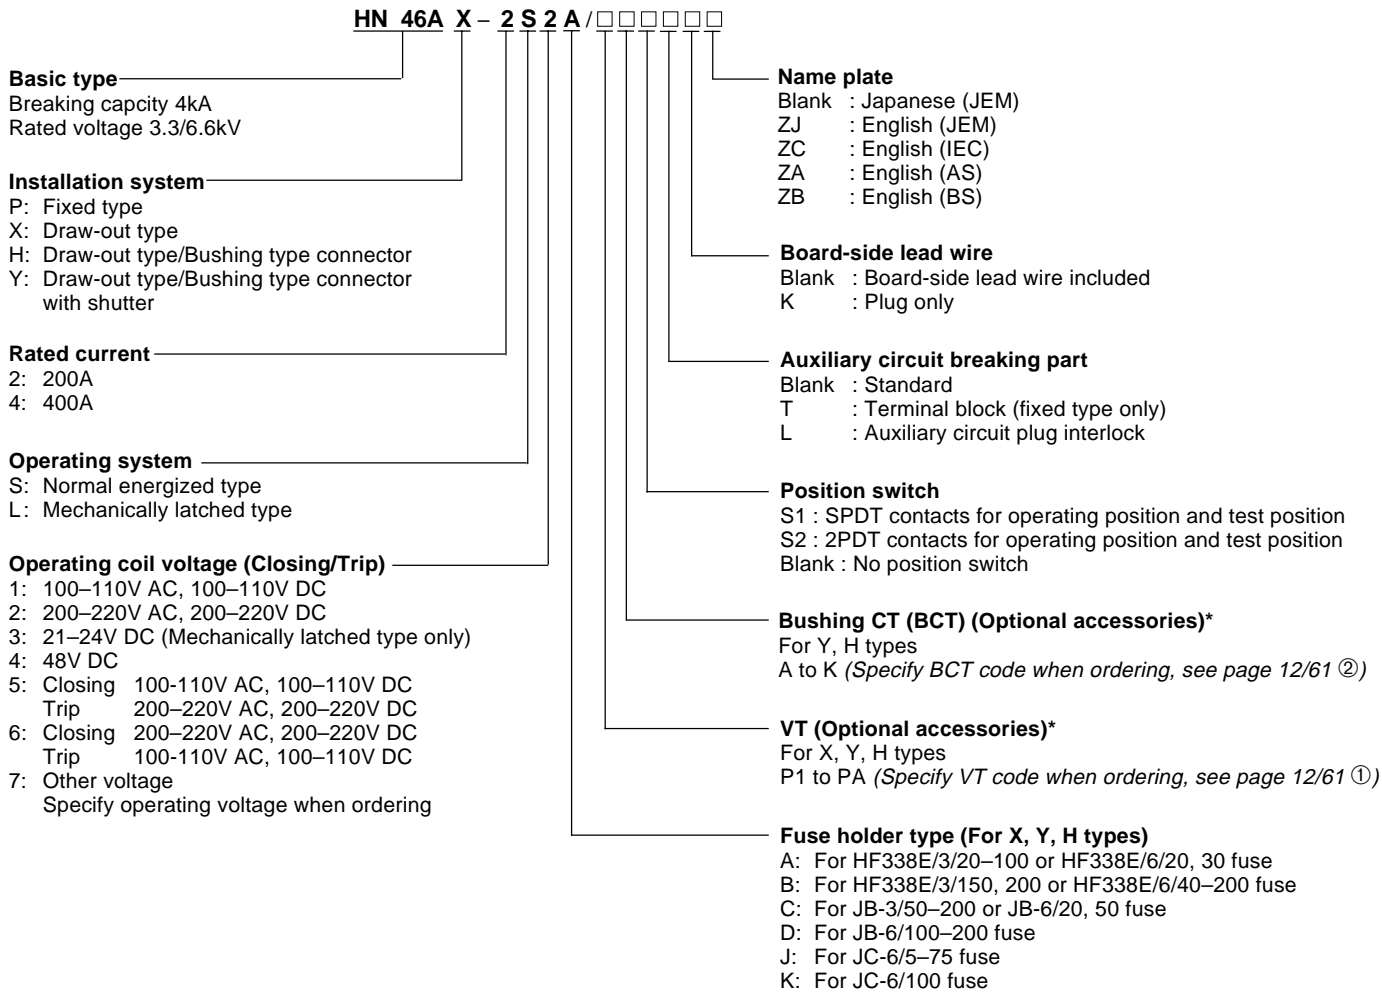 HN 46A X – 2 S 2 A / □ □ □ □ □ □
Basic type
Breaking capcity 4kA
Rated voltage 3.3/6.6kV
Installation system
P: Fixed type
X: Draw-out type
H: Draw-out type/Bushing type connector
Y: Draw-out type/Bushing type connector
with shutter
Rated current
2: 200A
4: 400A
Operating system
S: Normal energized type
L: Mechanically latched type
Operating coil voltage (Closing/Trip)
1: 100–110V AC, 100–110V DC
2: 200–220V AC, 200–220V DC
3: 21–24V DC (Mechanically latched type only)
4: 48V DC
5: Closing 100-110V AC, 100–110V DC
Trip 200–220V AC, 200–220V DC
6: Closing 200–220V AC, 200–220V DC
Trip 100-110V AC, 100–110V DC
7: Other voltage
Specify operating voltage when ordering
Name plate
Blank : Japanese (JEM)
ZJ : English (JEM)
ZC : English (IEC)
ZA : English (AS)
ZB : English (BS)
Board-side lead wire
Blank : Board-side lead wire included
K : Plug only
Auxiliary circuit breaking part
Blank : Standard
T : Terminal block (fixed type only)
L : Auxiliary circuit plug interlock
Position switch
S1 : SPDT contacts for operating position and test position
S2 : 2PDT contacts for operating position and test position
Blank : No position switch
Bushing CT (BCT) (Optional accessories)*
For Y, H types
A to K (Specify BCT code when ordering, see page 12/61 ②)
VT (Optional accessories)*
For X, Y, H types
P1 to PA (Specify VT code when ordering, see page 12/61 ①)
Fuse holder type (For X, Y, H types)
A: For HF338E/3/20–100 or HF338E/6/20, 30 fuse
B: For HF338E/3/150, 200 or HF338E/6/40–200 fuse
C: For JB-3/50–200 or JB-6/20, 50 fuse
D: For JB-6/100–200 fuse
J: For JC-6/5–75 fuse
K: For JC-6/100 fuse